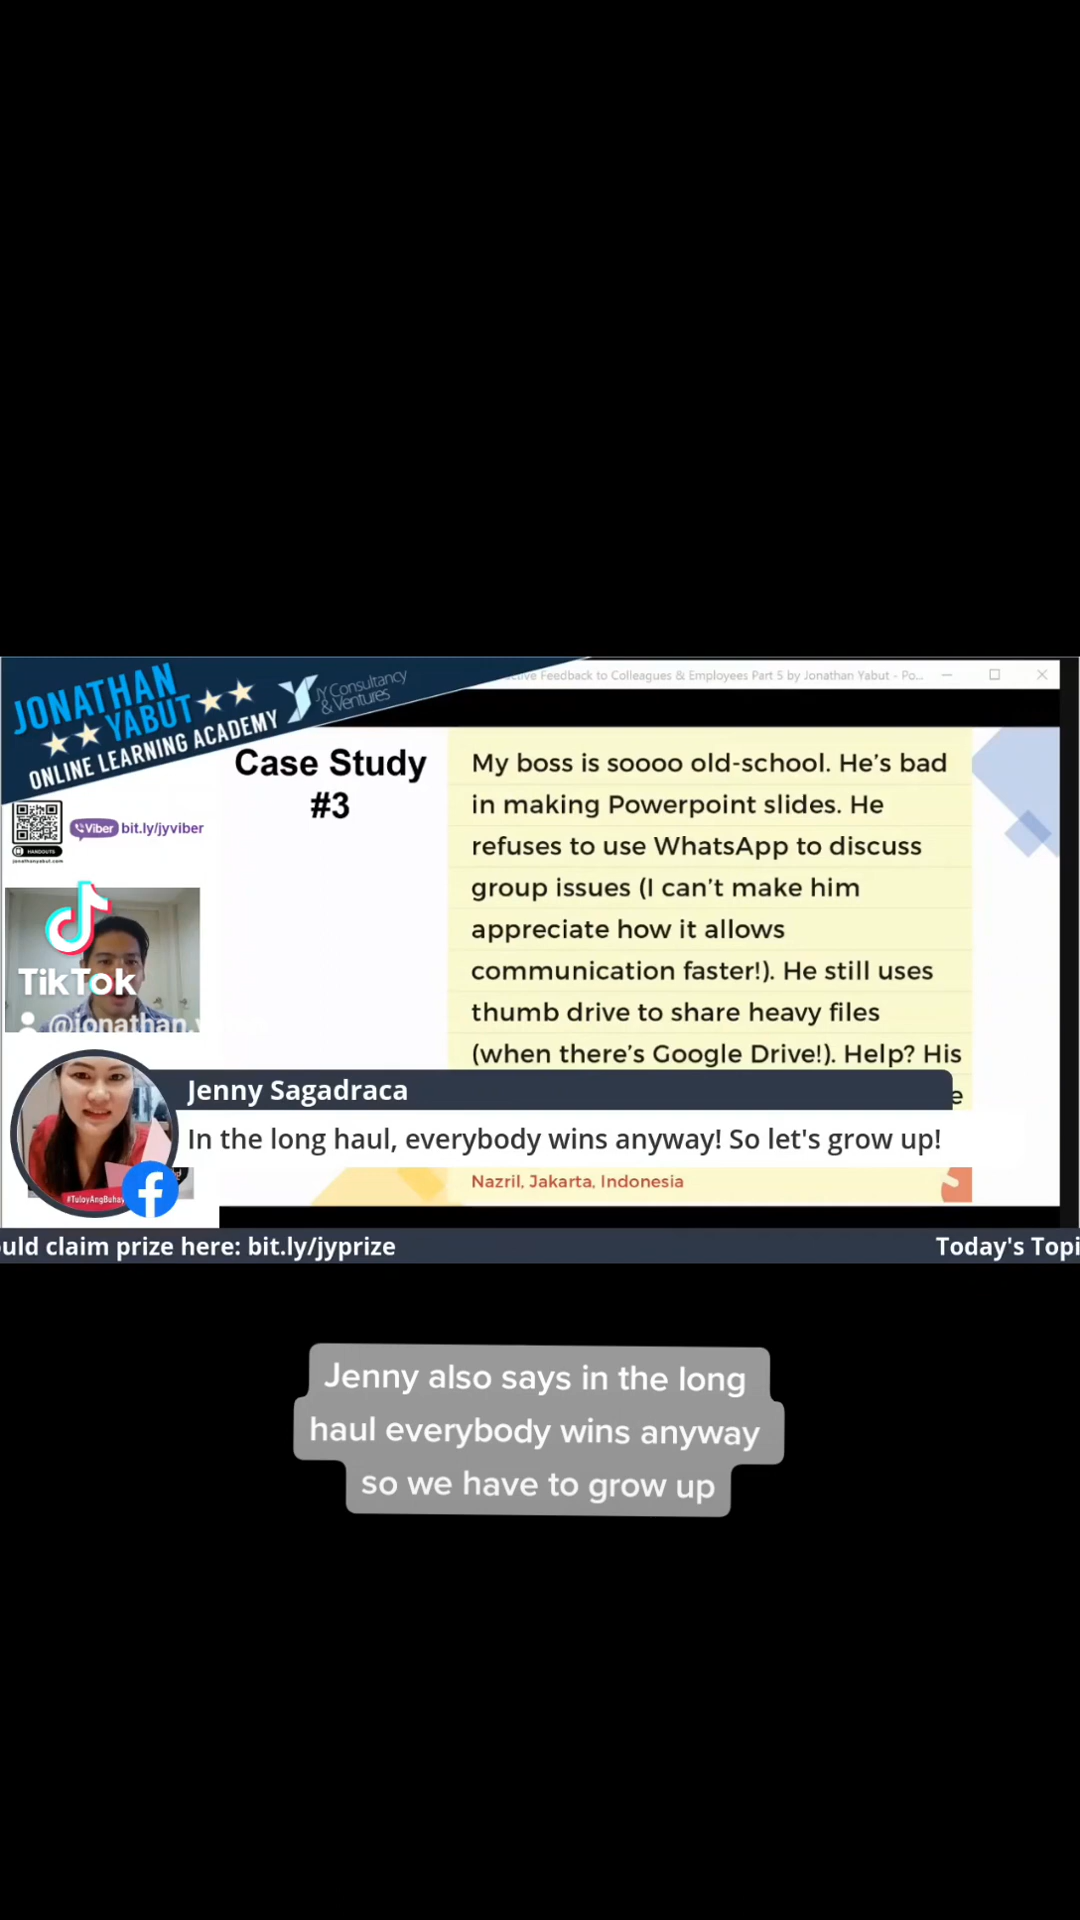 JONATHAN
YABUT
ONLINE LEARNING ACADEMY
JY Consultancy
& Ventures
Feedback to Colleagues & Employees Part 5 by Jonathan Yabut - Po...
Case Study
#3
My boss is soooo old-school. He's bad
in making Powerpoint slides. He
refuses to use WhatsApp to discuss
group issues (I can't make him
appreciate how it allows
communication faster!). He still uses
thumb drive to share heavy files
(when there's Google Drive!). Help? His
Nazril, Jakarta, Indonesia
Viber bit.ly/jyviber
HANDOUTS
jonathanyabut.com
TikTok
Jenny Sagadraca
In the long haul, everybody wins anyway! So let's grow up!
#TuloyAngBuhay
claim prize here: bit.ly/jyprize
Today's Topi
Jenny also says in the long
haul everybody wins anyway
so we have to grow up